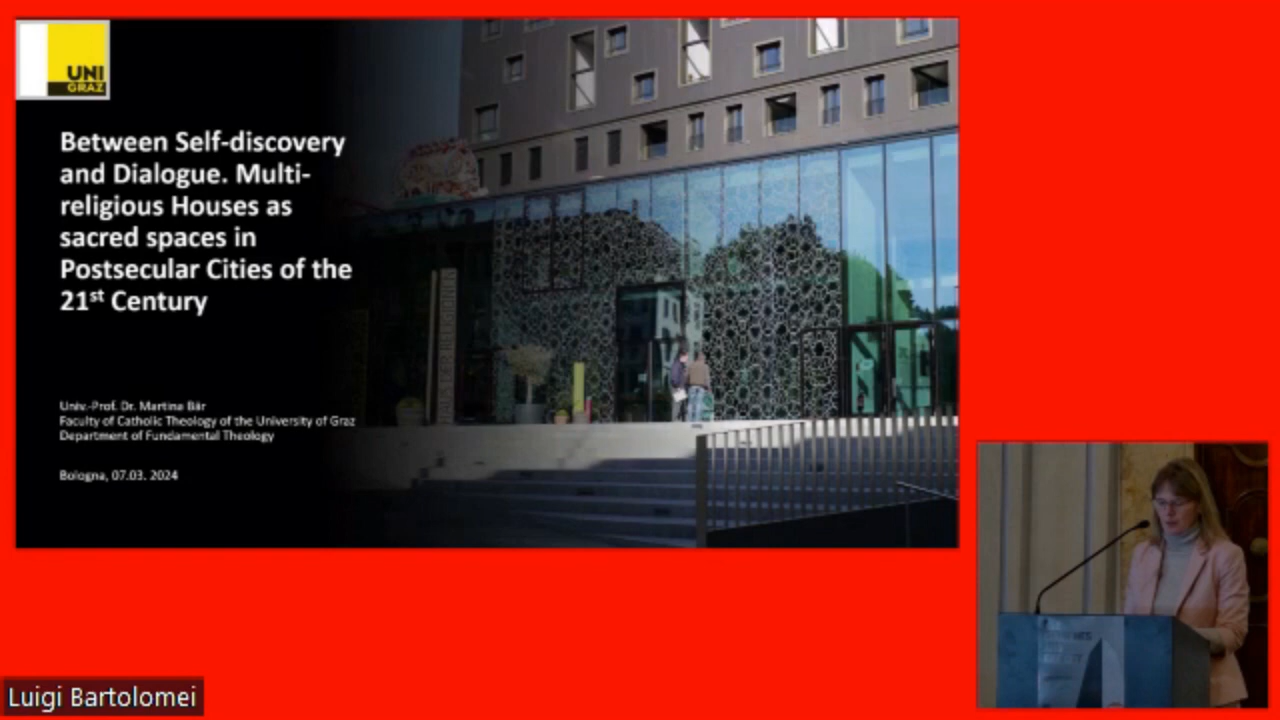 UNI
GRAZ
Between Self-discovery
and Dialogue. Multi-
religious Houses as
sacred spaces in
Postsecular Cities of the
21st Century
Univ.-Prof. Dr. Martina Bär
Faculty of Catholic Theology of the University of Graz
Department of Fundamental Theology
Bologna, 07.03. 2024
Luigi Bartolomei